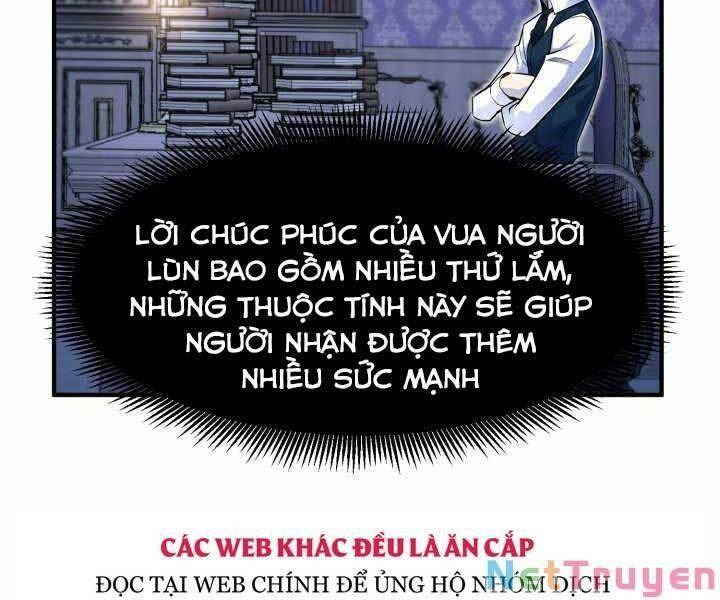 LỜI CHÚC PHÚC CỦA VUA NGƯỜI
LÙN BAO GỒM NHIỀU THỨ LẮM,
NHỮNG THUỘC TÍNH NÀY SẼ GIÚP
NGƯỜI NHẬN ĐƯỢC THÊM
NHIỀU SỨC MẠNH
CÁC WEB KHÁC ĐỀU LÀ ĂN CẮP
ĐỌC TẠI WEB CHÍNH ĐỂ ỦNG HỘ NHÓM DỊCH
NetTruyen